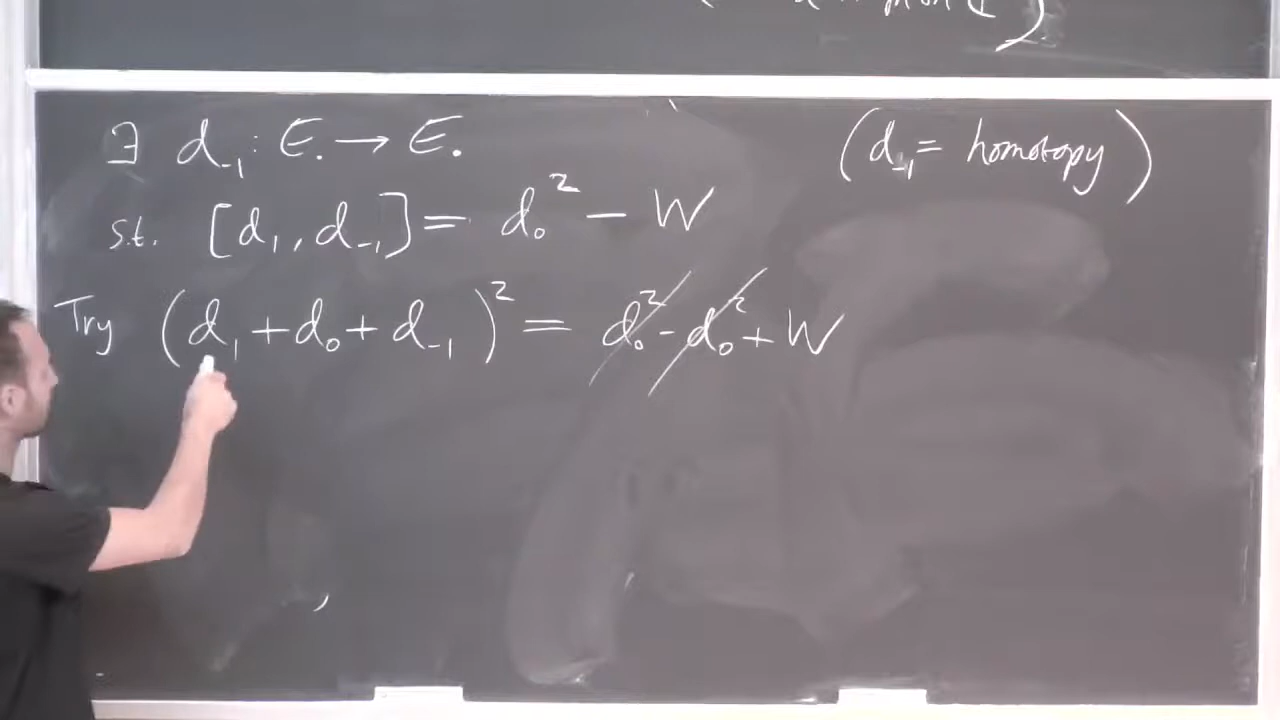 ∃ d₋₁ : E. → E.
(d₋₁ = homotopy)
s.t. [d₁, d₋₁] = d₀² − W
Try (d₁ + d₀ + d₋₁)² = d₀² − d₀² + W